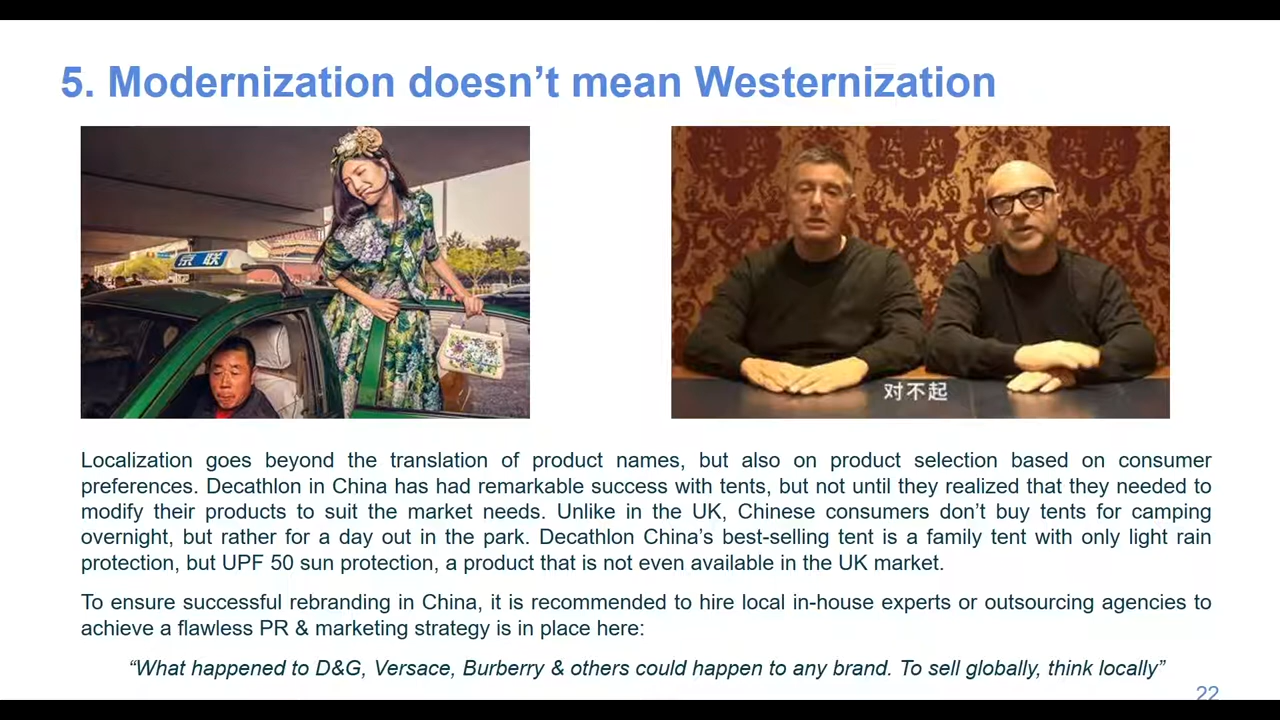 5. Modernization doesn’t mean Westernization
京 联
对不起
Localization goes beyond the translation of product names, but also on product selection based on consumer
preferences. Decathlon in China has had remarkable success with tents, but not until they realized that they needed to
modify their products to suit the market needs. Unlike in the UK, Chinese consumers don’t buy tents for camping
overnight, but rather for a day out in the park. Decathlon China’s best-selling tent is a family tent with only light rain
protection, but UPF 50 sun protection, a product that is not even available in the UK market.
To ensure successful rebranding in China, it is recommended to hire local in-house experts or outsourcing agencies to
achieve a flawless PR & marketing strategy is in place here:
“What happened to D&G, Versace, Burberry & others could happen to any brand. To sell globally, think locally”
22